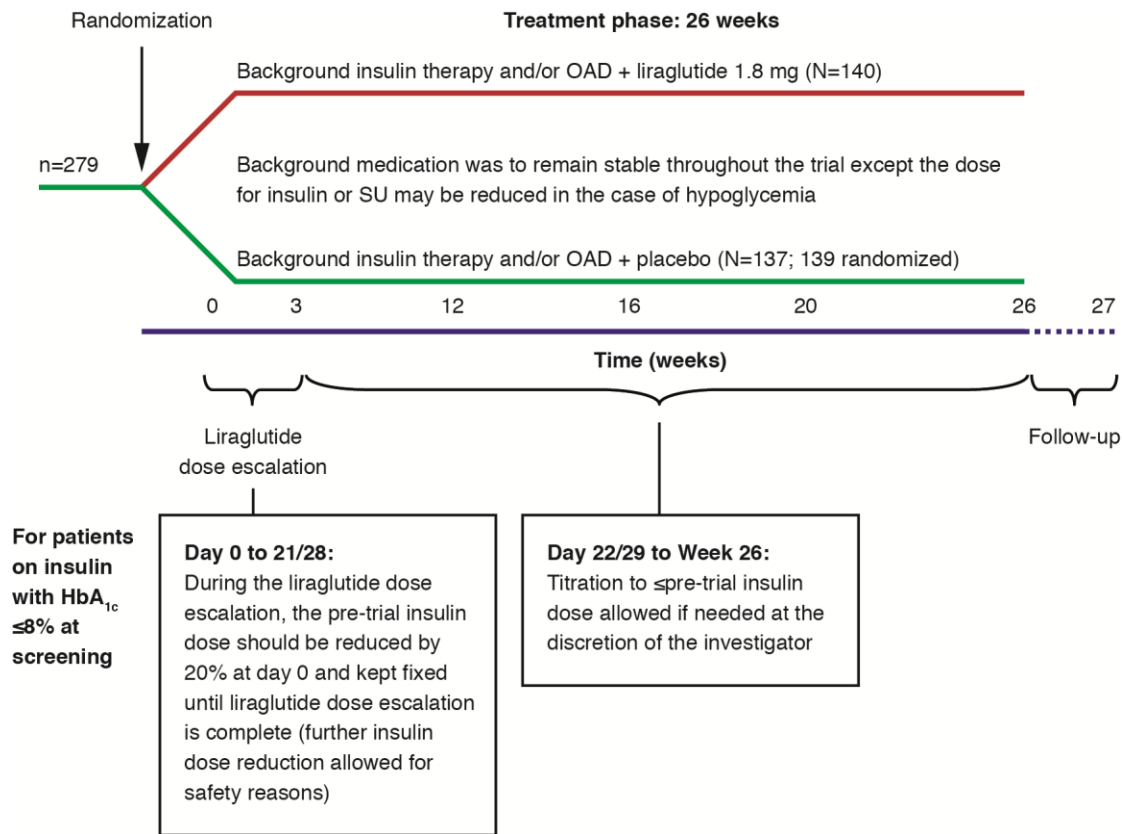 Randomization
Treatment phase: 26 weeks
Background insulin therapy and/or OAD + liraglutide 1.8 mg (N=140)
n=279
Background medication was to remain stable throughout the trial except the dose
for insulin or SU may be reduced in the case of hypoglycemia
Background insulin therapy and/or OAD + placebo (N=137; 139 randomized)
0 3 12 16 20 26 27
Time (weeks)
Liraglutide
dose escalation
Follow-up
For patients
on insulin
with HbA1c
≤8% at
screening
Day 0 to 21/28:
During the liraglutide dose
escalation, the pre-trial insulin
dose should be reduced by
20% at day 0 and kept fixed
until liraglutide dose escalation
is complete (further insulin
dose reduction allowed for
safety reasons)
Day 22/29 to Week 26:
Titration to ≤pre-trial insulin
dose allowed if needed at the
discretion of the investigator